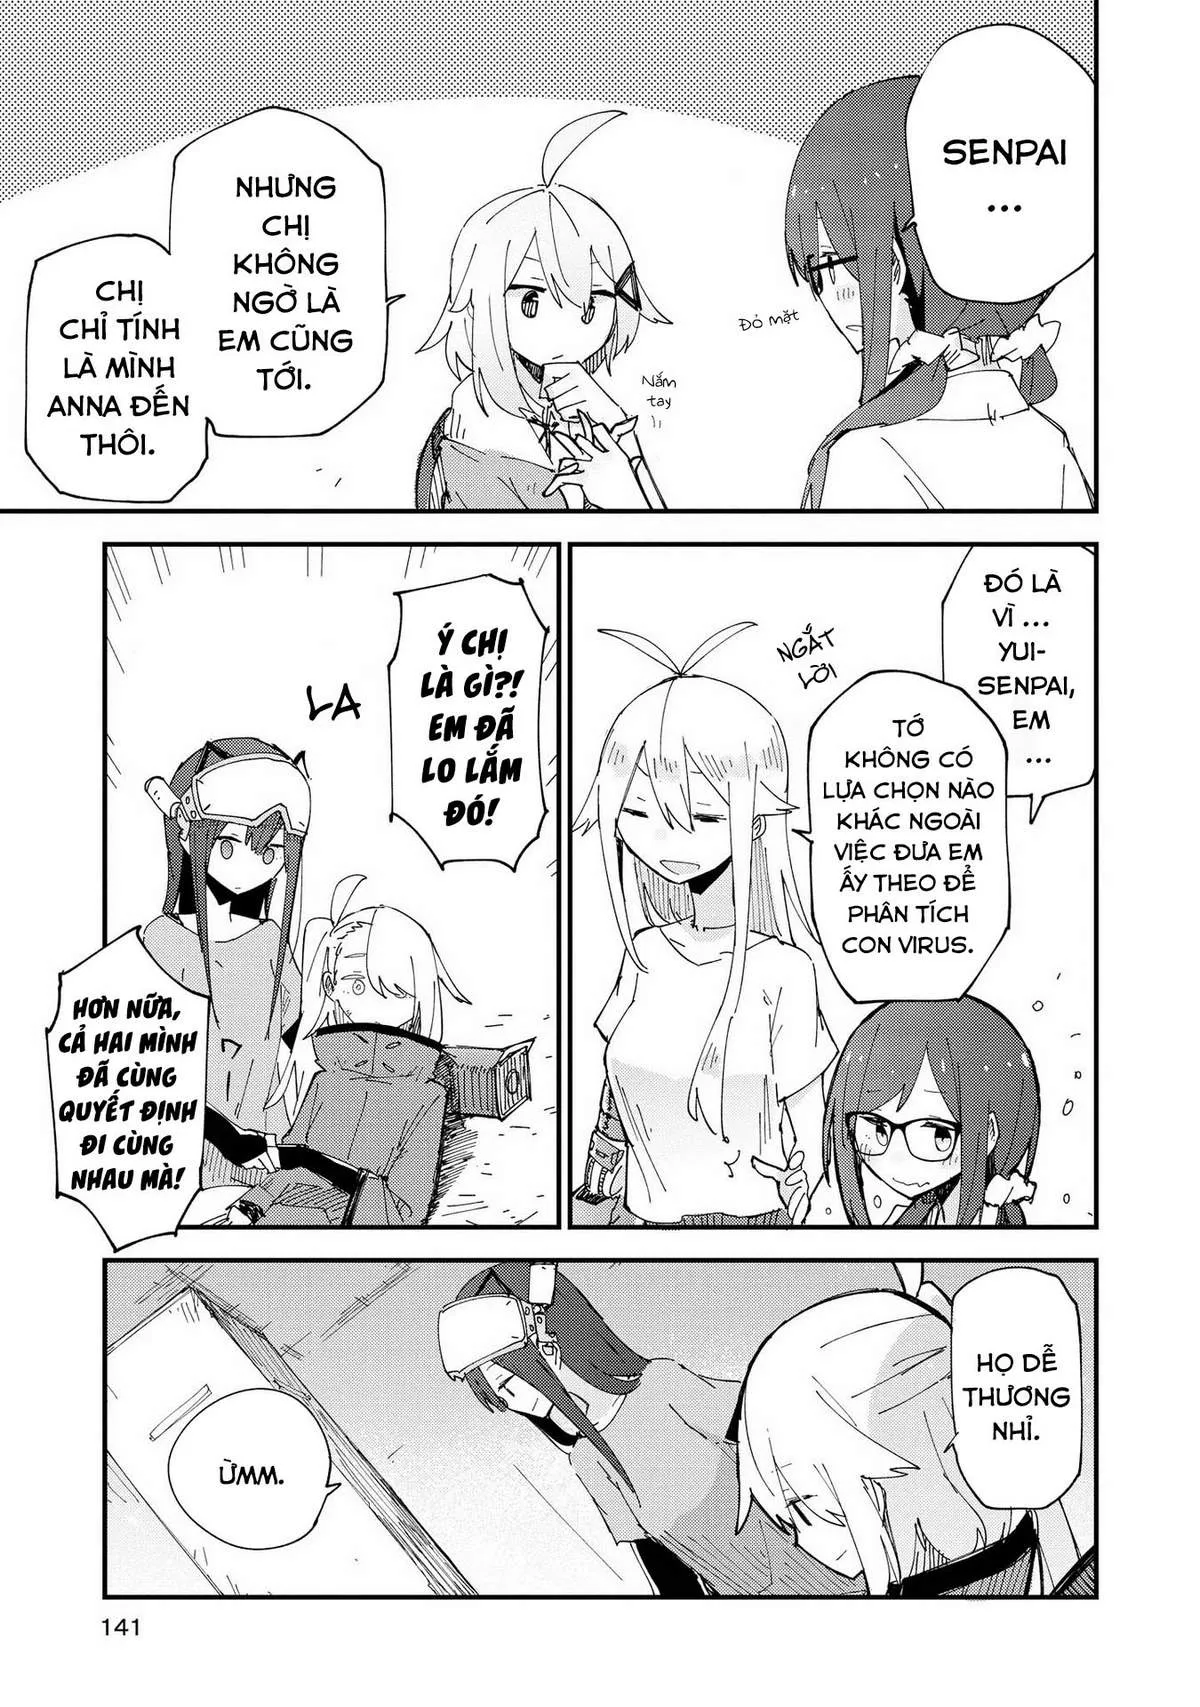 SENPAI
...
NHƯNG
CHỊ
KHÔNG
NGỜ LÀ
EM CŨNG
TỚI.
CHỊ
CHỈ TÍNH
LÀ MÌNH
ANNA ĐẾN
THÔI.
Đỏ mặt
Nắm
tay
ĐÓ LÀ
VÌ ...
YUI-
SENPAI,
EM
...
NGẮT
LỜI
TỚ
KHÔNG CÓ
LỰA CHỌN NÀO
KHÁC NGOÀI
VIỆC ĐƯA EM
ẤY THEO ĐỂ
PHÂN TÍCH
CON VIRUS.
Ý CHỊ
LÀ GÌ?!
EM ĐÃ
LO LẮM
ĐÓ!
LA
HƠN NỮA,
CẢ HAI MÌNH
ĐÃ CÙNG
QUYẾT ĐỊNH
ĐI CÙNG
NHAU MÀ!
HỌ DỄ
THƯƠNG
NHỈ.
ỪMM.
141